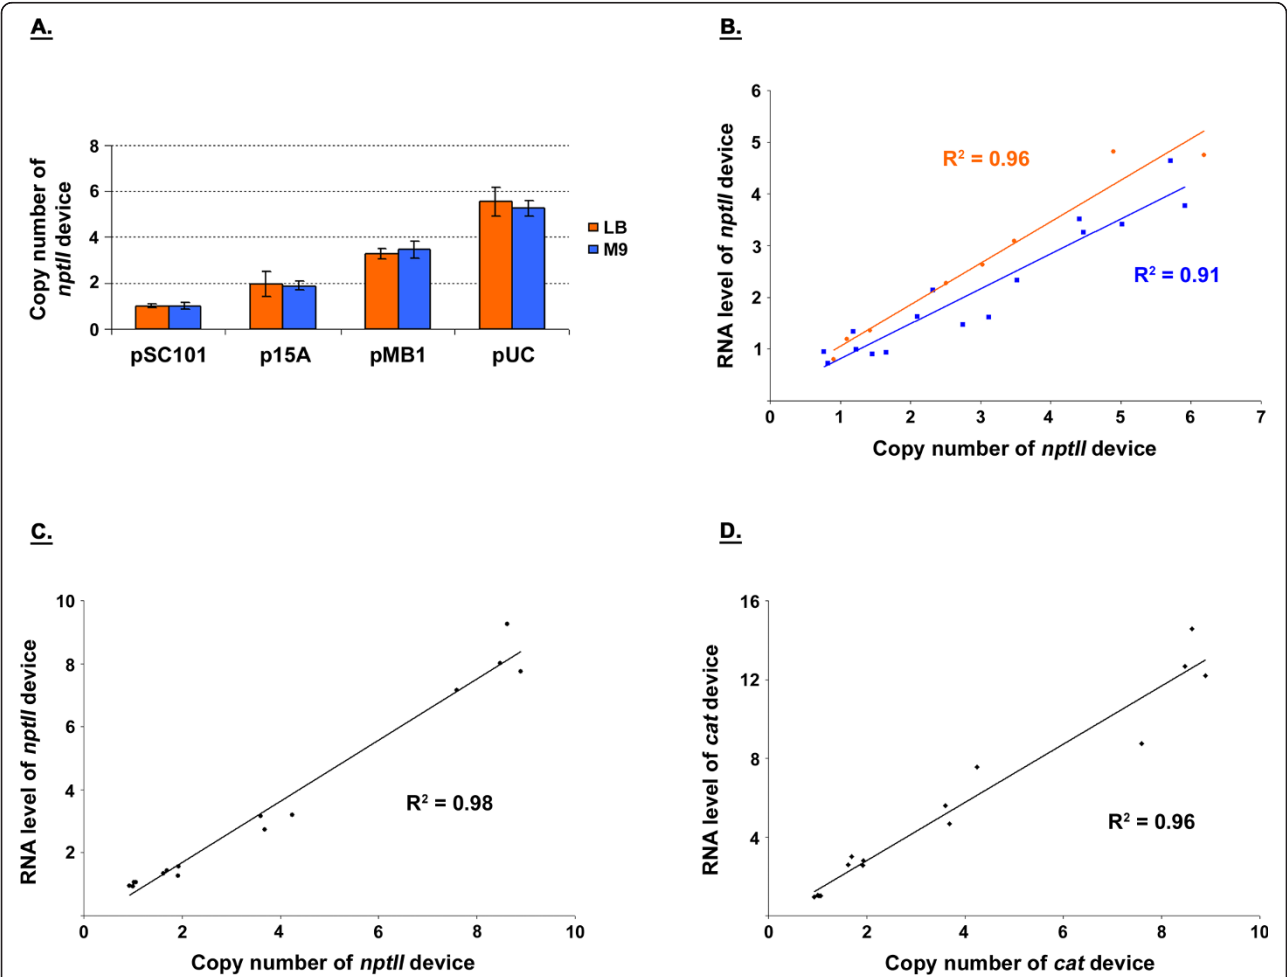 A.
Copy number of
nptII device
8
6
4
2
0
pSC101 p15A pMB1 pUC
LB
M9
B.
RNA level of nptII device
6
5
4
3
2
1
R² = 0.96
R² = 0.91
0 1 2 3 4 5 6 7
Copy number of nptII device
C.
RNA level of nptII device
10
8
6
4
2
R² = 0.98
0 2 4 6 8 10
Copy number of nptII device
D.
RNA level of cat device
16
12
8
4
R² = 0.96
0 2 4 6 8 10
Copy number of cat device